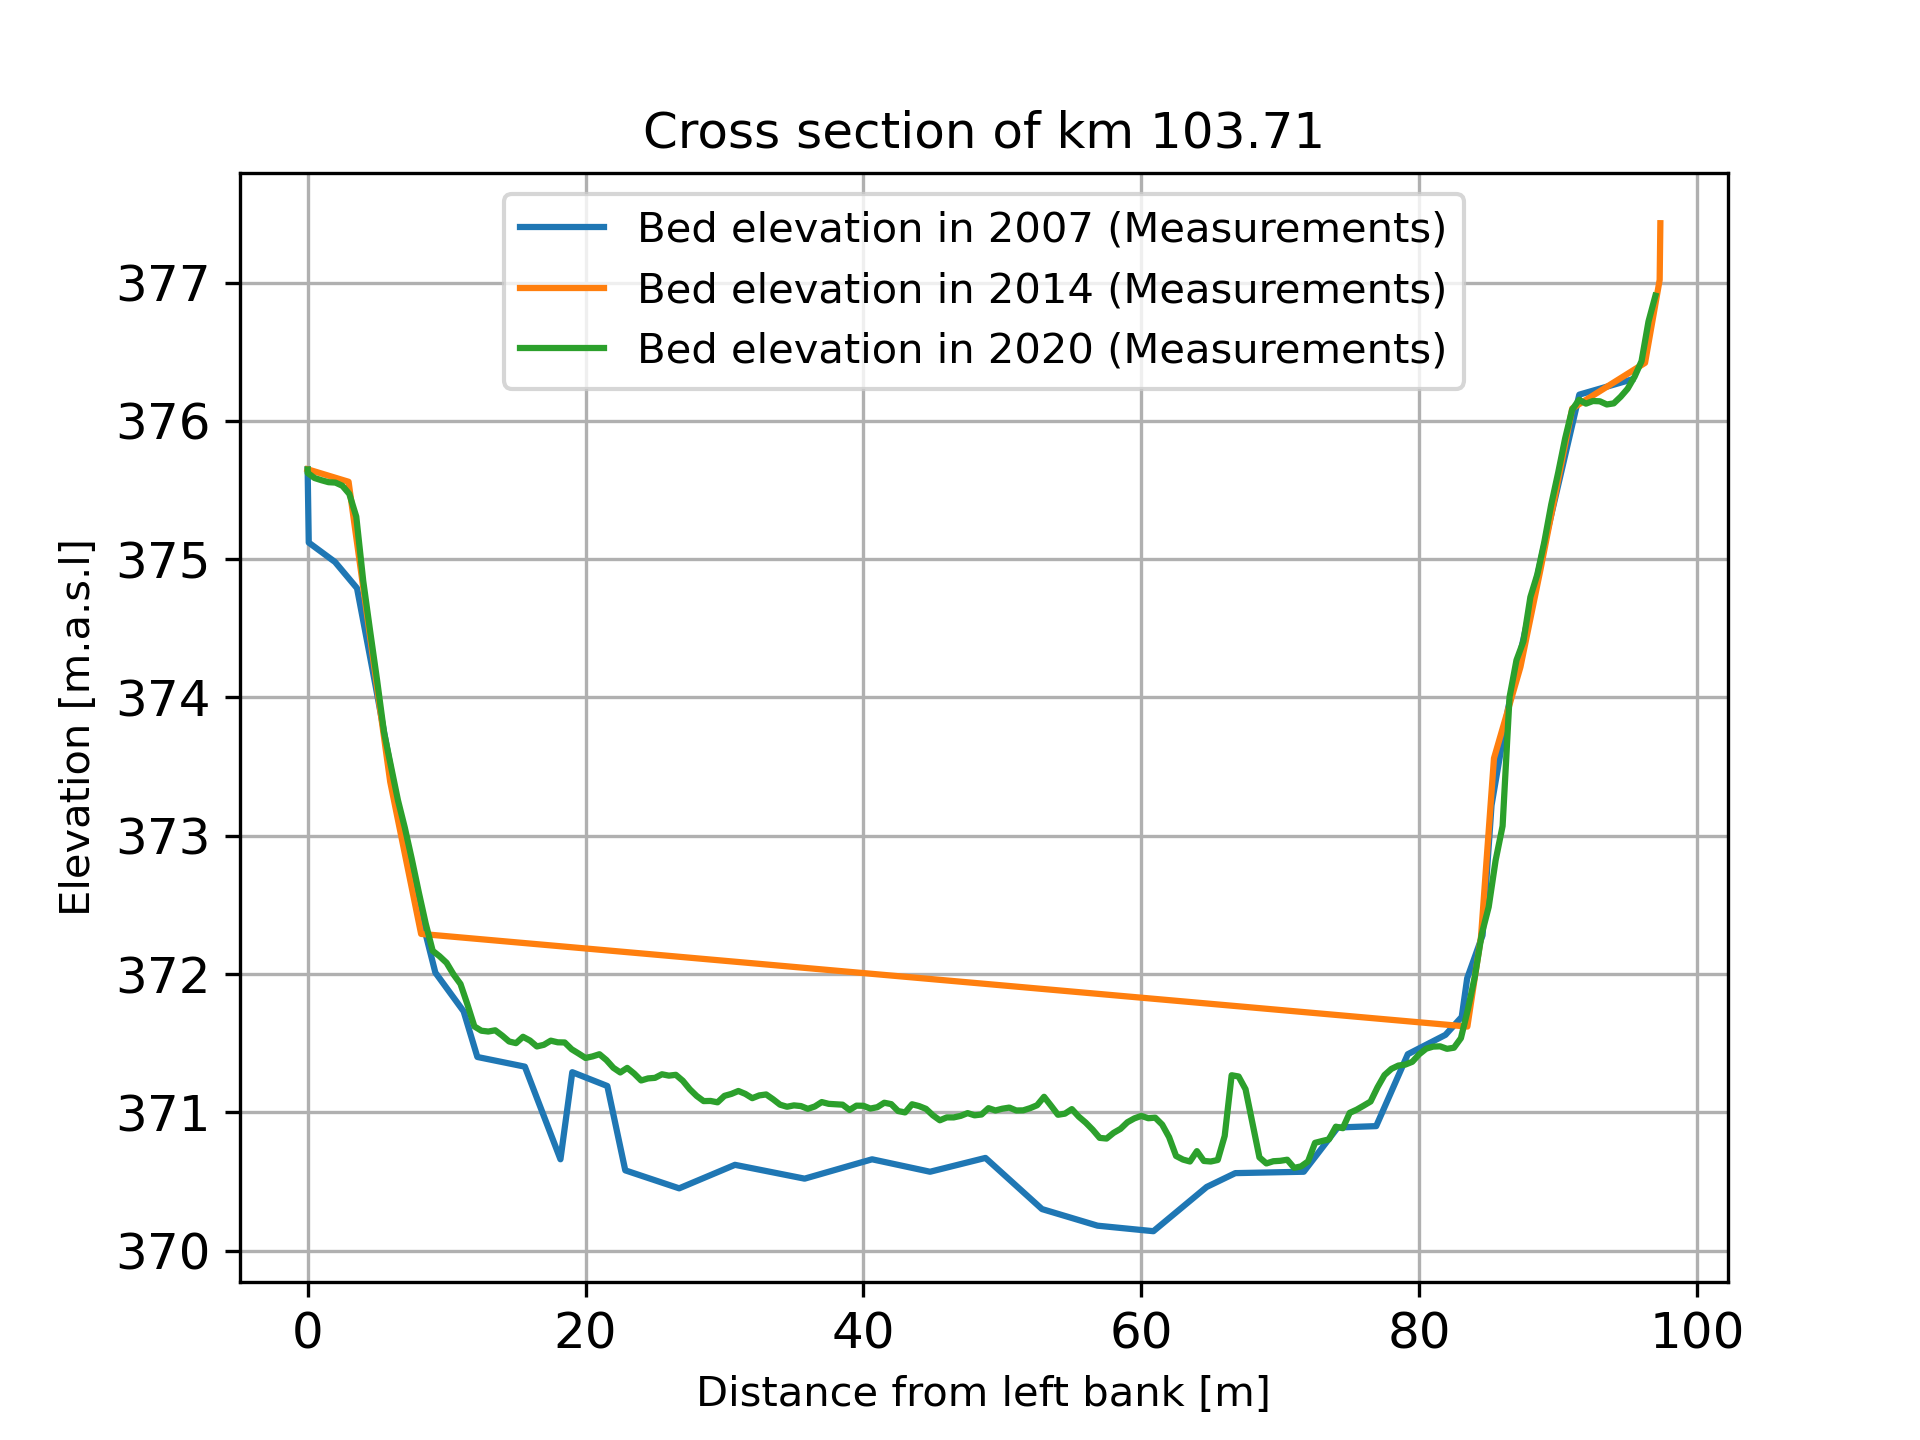 Cross section of km 103.71
Bed elevation in 2007 (Measurements)
Bed elevation in 2014 (Measurements)
Bed elevation in 2020 (Measurements)
Elevation [m.a.s.l]
377
376
375
374
373
372
371
370
0 20 40 60 80 100
Distance from left bank [m]